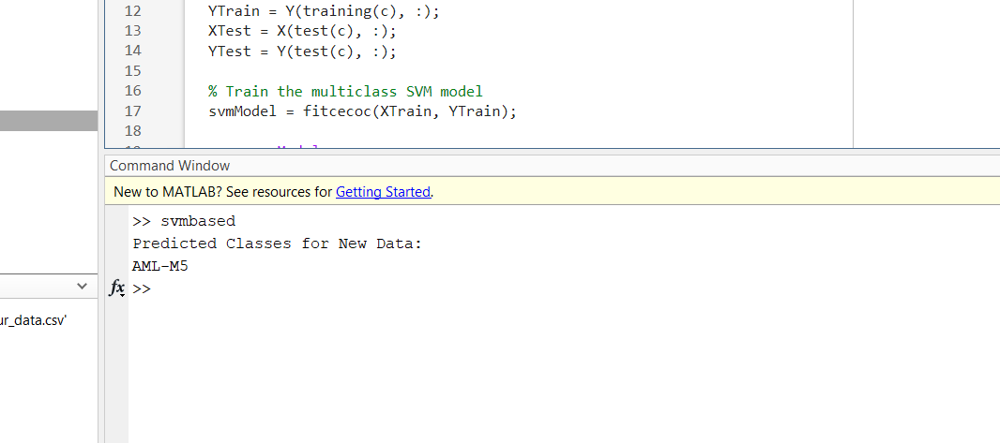 12 YTrain = Y(training(c), :);
13 XTest = X(test(c), :);
14 YTest = Y(test(c), :);
15
16 % Train the multiclass SVM model
17 svmModel = fitcecoc(XTrain, YTrain);
18
Command Window
New to MATLAB? See resources for Getting Started.
>> svmbased
Predicted Classes for New Data:
AML-M5
fx >>
ur_data.csv'